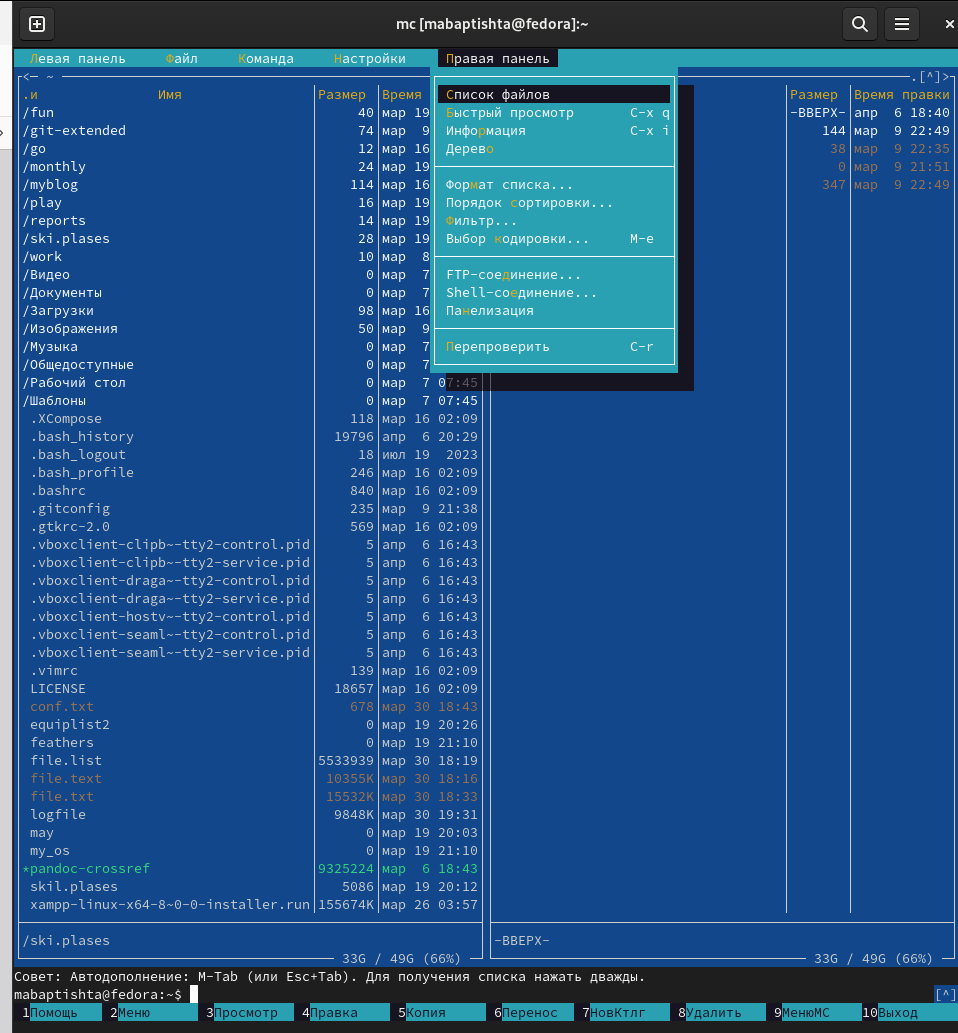 mc [mabaptishta@fedora]:~
Левая панель Файл Команда Настройки Правая панель
<— ~ .[^]>
.и Имя Размер Время Список файлов Размер Время правки
/fun 40 мар 19 Быстрый просмотр C-x q -ВВЕРХ- апр 6 18:40
/git-extended 74 мар 9 Информация C-x i 144 мар 9 22:49
/go 12 мар 16 Дерево 38 мар 9 22:35
/monthly 24 мар 19 0 мар 9 21:51
/myblog 114 мар 16 Формат списка... 347 мар 9 22:49
/play 16 мар 19 Порядок сортировки...
/reports 14 мар 19 Фильтр...
/ski.plases 28 мар 19 Выбор кодировки... M-e
/work 10 мар 8
/Видео 0 мар 7 FTP-соединение...
/Документы 0 мар 7 Shell-соединение...
/Загрузки 98 мар 16 Панелизация
/Изображения 50 мар 9
/Музыка 0 мар 7 Перепроверить C-r
/Общедоступные 0 мар 7
/Рабочий стол 0 мар 7 07:45
/Шаблоны 0 мар 7 07:45
.XCompose 118 мар 16 02:09
.bash_history 19796 апр 6 20:29
.bash_logout 18 июл 19 2023
.bash_profile 246 мар 16 02:09
.bashrc 840 мар 16 02:09
.gitconfig 235 мар 9 21:38
.gtkrc-2.0 569 мар 16 02:09
.vboxclient-clipb~-tty2-control.pid 5 апр 6 16:43
.vboxclient-clipb~-tty2-service.pid 5 апр 6 16:43
.vboxclient-draga~-tty2-control.pid 5 апр 6 16:43
.vboxclient-draga~-tty2-service.pid 5 апр 6 16:43
.vboxclient-hostv~-tty2-control.pid 5 апр 6 16:43
.vboxclient-seaml~-tty2-control.pid 5 апр 6 16:43
.vboxclient-seaml~-tty2-service.pid 5 апр 6 16:43
.vimrc 139 мар 16 02:09
LICENSE 18657 мар 16 02:09
conf.txt 678 мар 30 18:43
equiplist2 0 мар 19 20:26
feathers 0 мар 19 21:10
file.list 5533939 мар 30 18:19
file.text 10355K мар 30 18:16
file.txt 15532K мар 30 18:33
logfile 9848K мар 30 19:31
may 0 мар 19 20:03
my_os 0 мар 19 21:10
*pandoc-crossref 9325224 мар 6 18:43
skil.plases 5086 мар 19 20:12
xampp-linux-x64-8~0-0-installer.run 155674K мар 26 03:57
/ski.plases -ВВЕРХ-
33G / 49G (66%) 33G / 49G (66%)
Совет: Автодополнение: M-Tab (или Esc+Tab). Для получения списка нажать дважды.
mabaptishta@fedora:~$ [^]
1Помощь 2Меню 3Просмотр 4Правка 5Копия 6Перенос 7НовКтлг 8Удалить 9МенюMC 10Выход